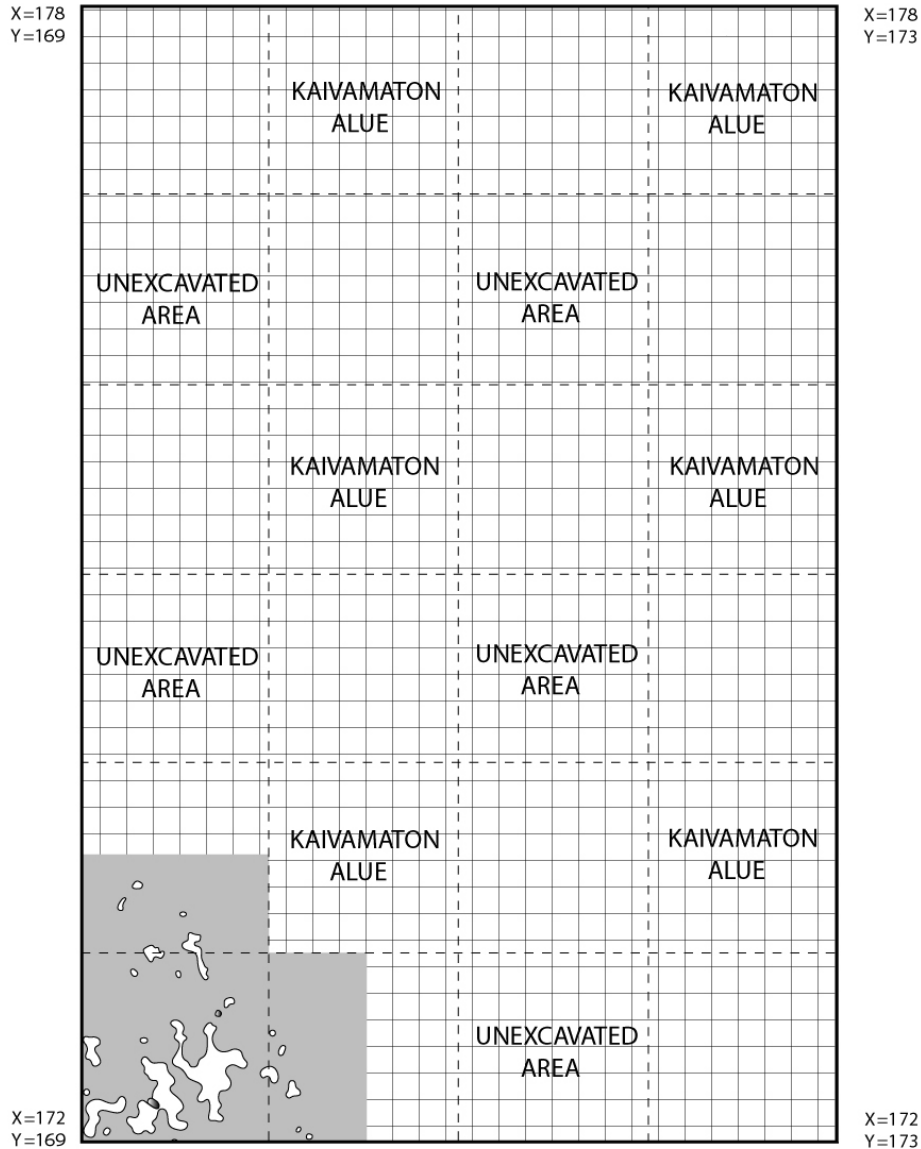 X=178
Y=169
X=178
Y=173
KAIVAMATON
ALUE
KAIVAMATON
ALUE
UNEXCAVATED
AREA
UNEXCAVATED
AREA
KAIVAMATON
ALUE
KAIVAMATON
ALUE
UNEXCAVATED
AREA
UNEXCAVATED
AREA
KAIVAMATON
ALUE
KAIVAMATON
ALUE
UNEXCAVATED
AREA
X=172
Y=169
X=172
Y=173